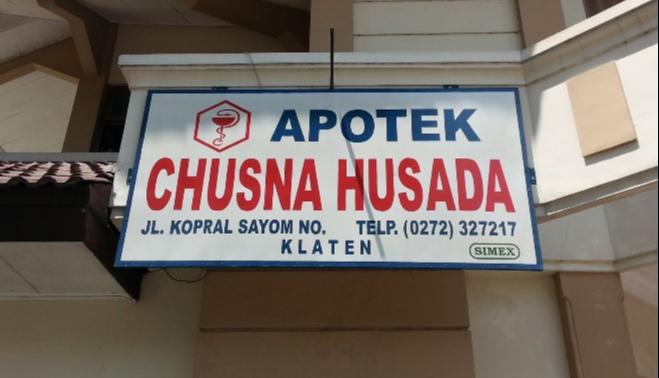 APOTEK
CHUSNA HUSADA
JL. KOPRAL SAYOM NO. TELP. (0272) 327217
KLATEN
SIMEX